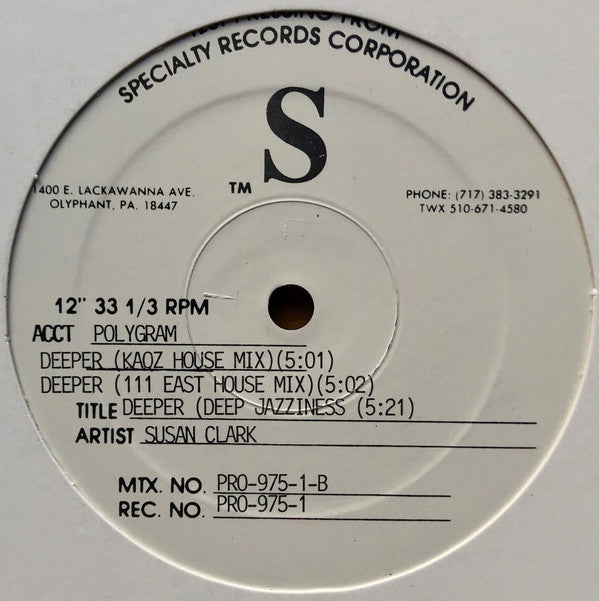 PRESSING FROM
SPECIALTY RECORDS CORPORATION
S
TM
1400 E. LACKAWANNA AVE.
OLYPHANT, PA. 18447
PHONE: (717) 383-3291
TWX 510-671-4580
12" 33 1/3 RPM
ACCT POLYGRAM
DEEPER (KAOZ HOUSE MIX)(5:01)
DEEPER (111 EAST HOUSE MIX)(5:02)
TITLE DEEPER (DEEP JAZZINESS (5:21)
ARTIST SUSAN CLARK
MTX. NO. PRO-975-1-B
REC. NO. PRO-975-1